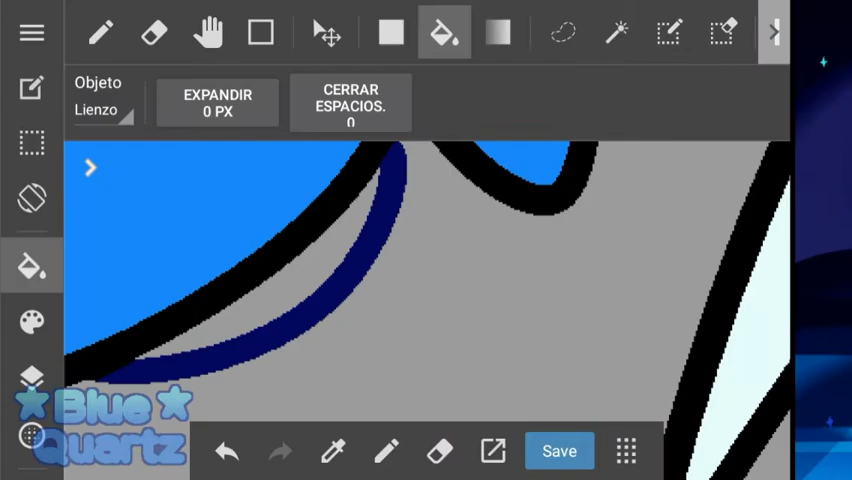 Objeto
Lienzo
EXPANDIR
0 PX
CERRAR
ESPACIOS.
0
Blue
Quartz
Save